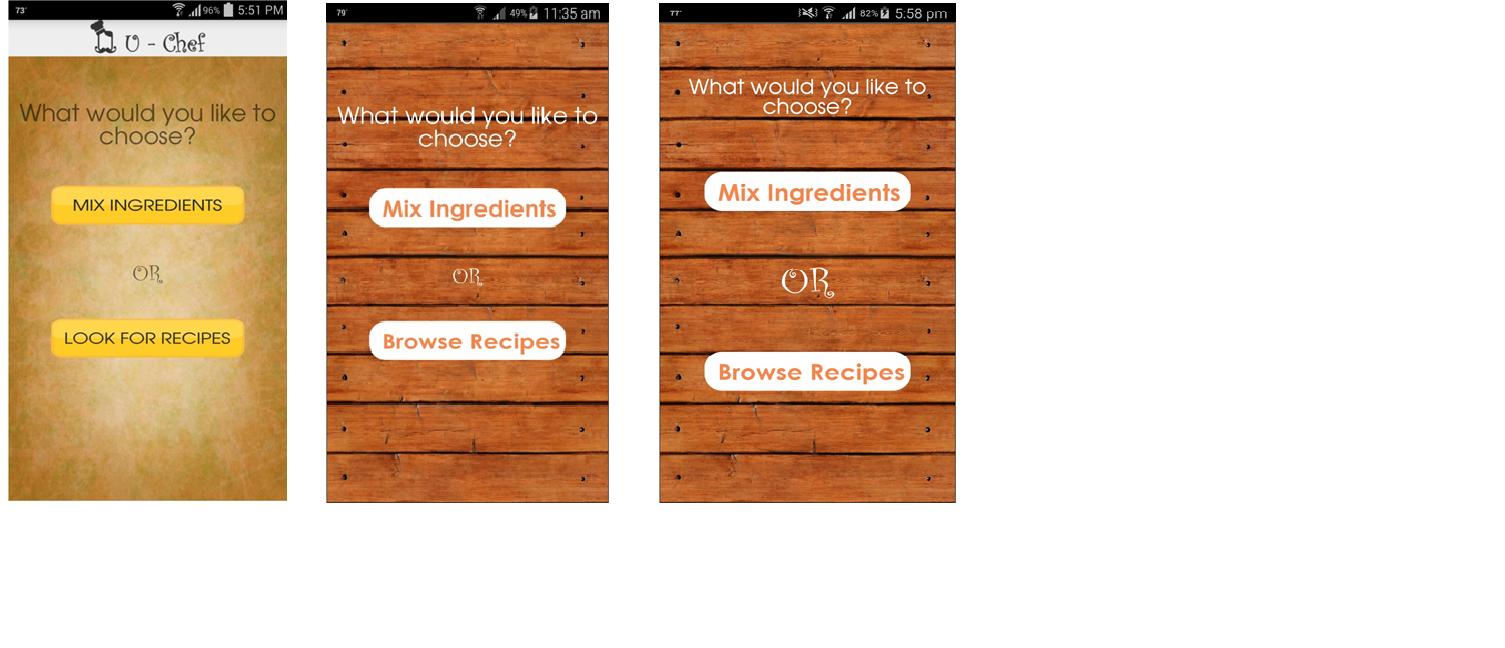 73°
96%
5:51 PM
U - Chef
What would you like to
choose?
MIX INGREDIENTS
OR
LOOK FOR RECIPES
79°
49%
11:35 am
What would you like to
choose?
Mix Ingredients
OR
Browse Recipes
77°
82%
5:58 pm
What would you like to
choose?
Mix Ingredients
OR
Browse Recipes